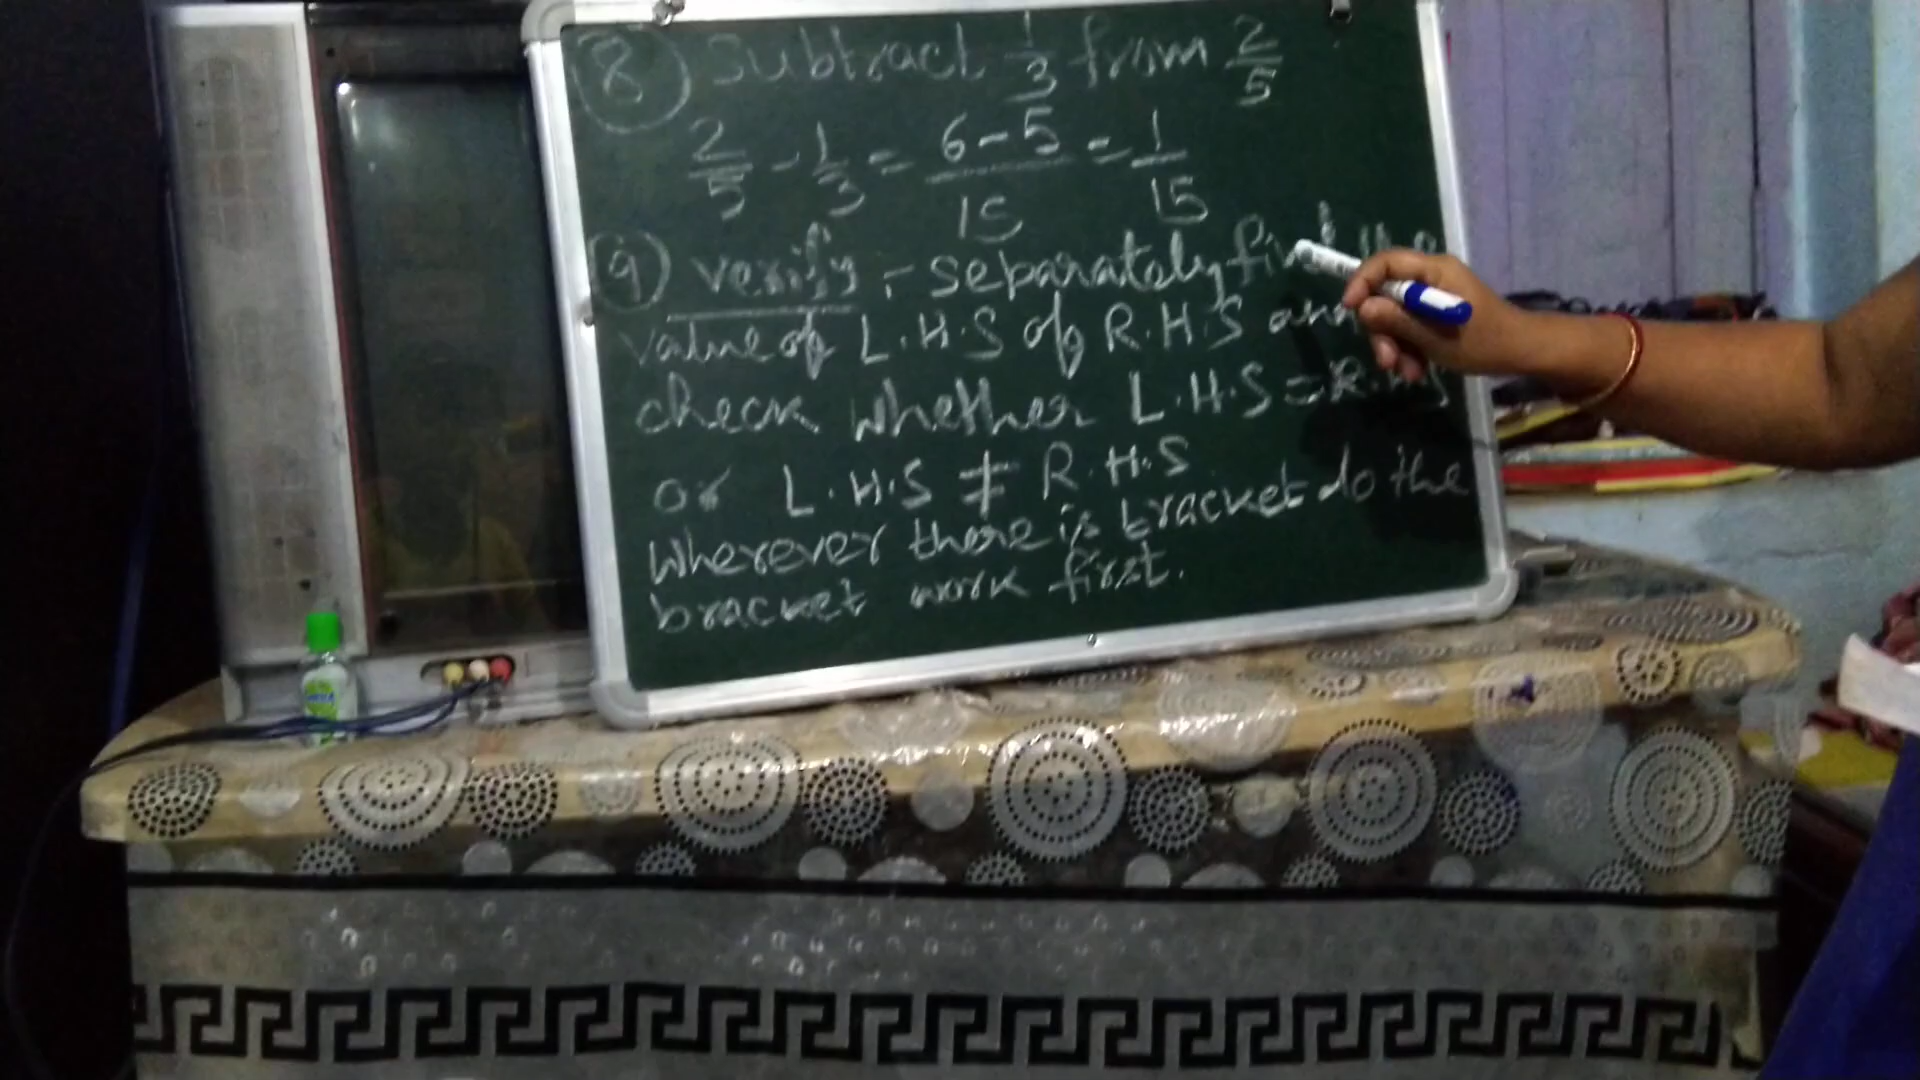 8 Subtract 1/3 from 2/5
2/5 - 1/3 = 6-5/15 = 1/15
9 verify :- separately find the
value of L.H.S of R.H.S and
check whether L.H.S = R.H.S
or L.H.S ≠ R.H.S
wherever there is bracket do the
bracket work first.